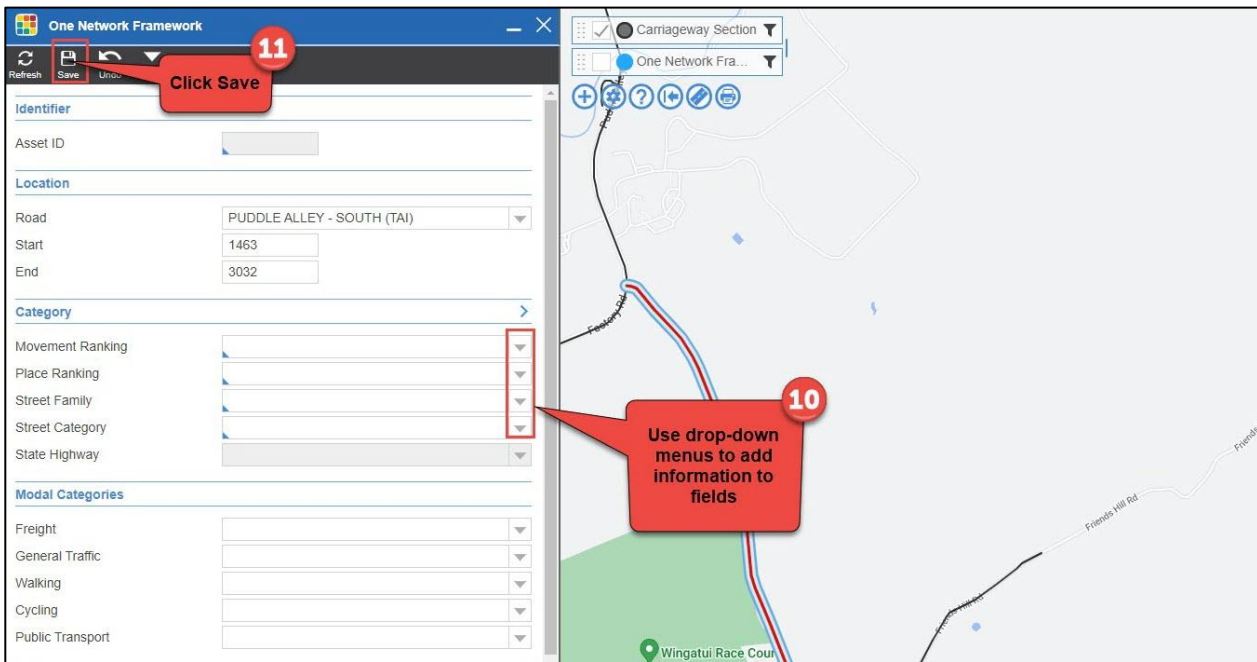 One Network Framework
Refresh
Save
Undo
11
Click Save
Identifier
Asset ID
Location
Road
PUDDLE ALLEY - SOUTH (TAI)
Start
1463
End
3032
Category
Movement Ranking
Place Ranking
Street Family
Street Category
State Highway
Modal Categories
Freight
General Traffic
Walking
Cycling
Public Transport
Carriageway Section
One Network Fra...
Factory Rd
10
Use drop-down
menus to add
information to
fields
Friends
Friends Hill Rd
Friends Hill Rd
Wingatui Race Cour